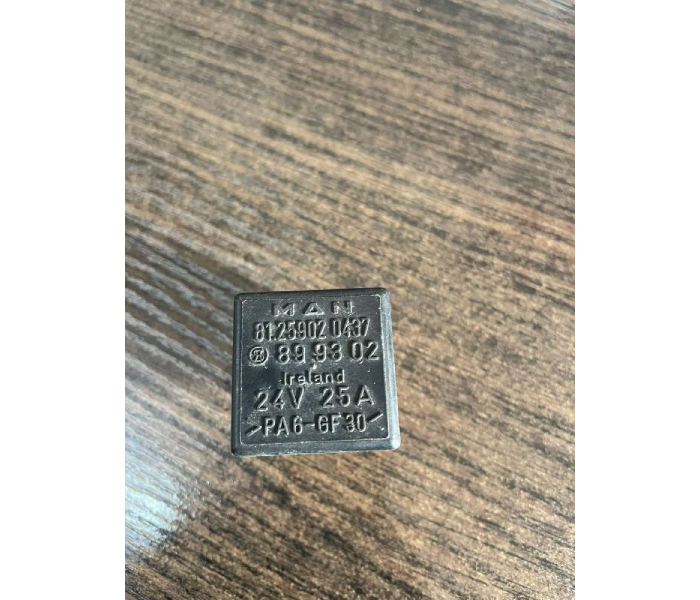 MAN
81.25902 0437
89 93 02
Ireland
24V 25A
>PA6-GF30<